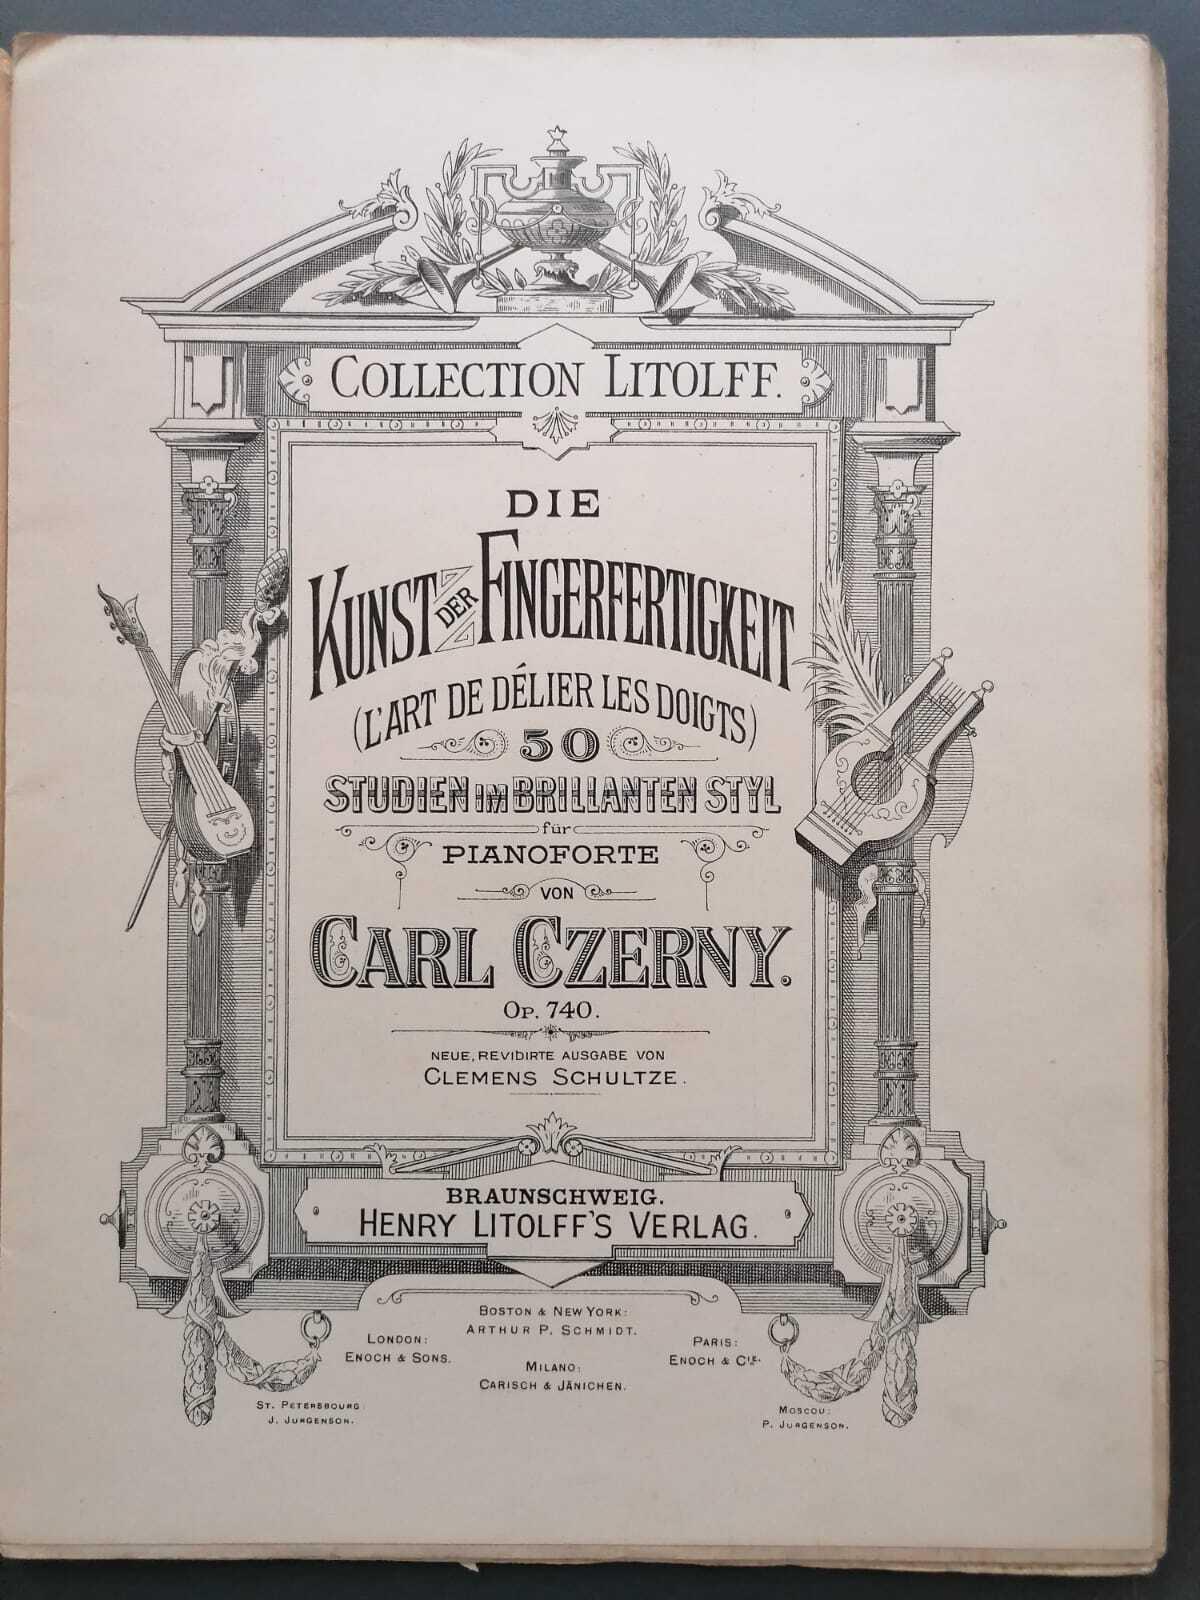 COLLECTION LITOLFF.
DIE
KUNST DER FINGERFERTIGKEIT
(L'ART DE DÉLIER LES DOIGTS)
50
STUDIEN IM BRILLANTEN STYL
für
PIANOFORTE
VON
CARL CZERNY.
OP. 740.
NEUE, REVIDIRTE AUSGABE VON
CLEMENS SCHULTZE.
BRAUNSCHWEIG.
HENRY LITOLFF'S VERLAG.
BOSTON & NEW YORK:
ARTHUR P. SCHMIDT.
LONDON:
ENOCH & SONS.
PARIS:
ENOCH & CIE.
MILANO:
CARISCH & JÄNICHEN.
ST. PETERSBOURG:
J. JURGENSON.
MOSCOU:
P. JURGENSON.